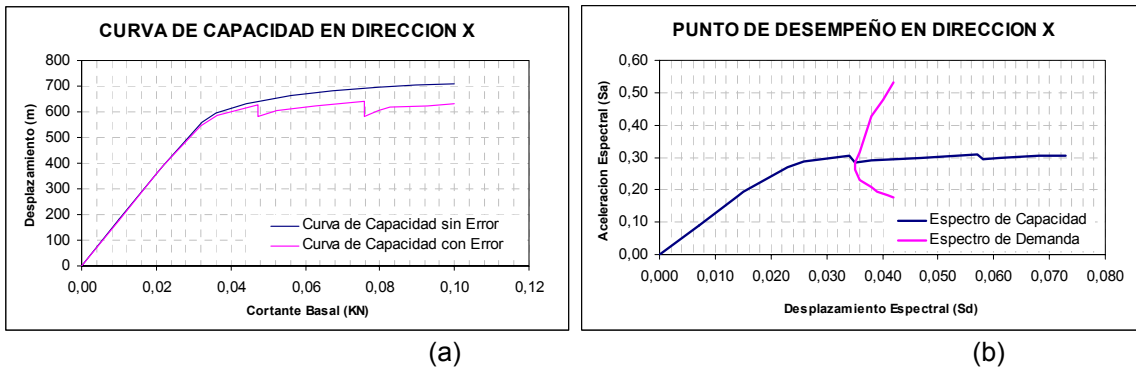 CURVA DE CAPACIDAD EN DIRECCION X
Desplazamiento (m)
800
700
600
500
400
300
200
100
0
0,00 0,02 0,04 0,06 0,08 0,10 0,12
Cortante Basal (KN)
Curva de Capacidad sin Error
Curva de Capacidad con Error
(a)
PUNTO DE DESEMPEÑO EN DIRECCION X
Aceleracion Espectral (Sa)
0,60
0,50
0,40
0,30
0,20
0,10
0,00
0,000 0,010 0,020 0,030 0,040 0,050 0,060 0,070 0,080
Desplazamiento Espectral (Sd)
Espectro de Capacidad
Espectro de Demanda
(b)